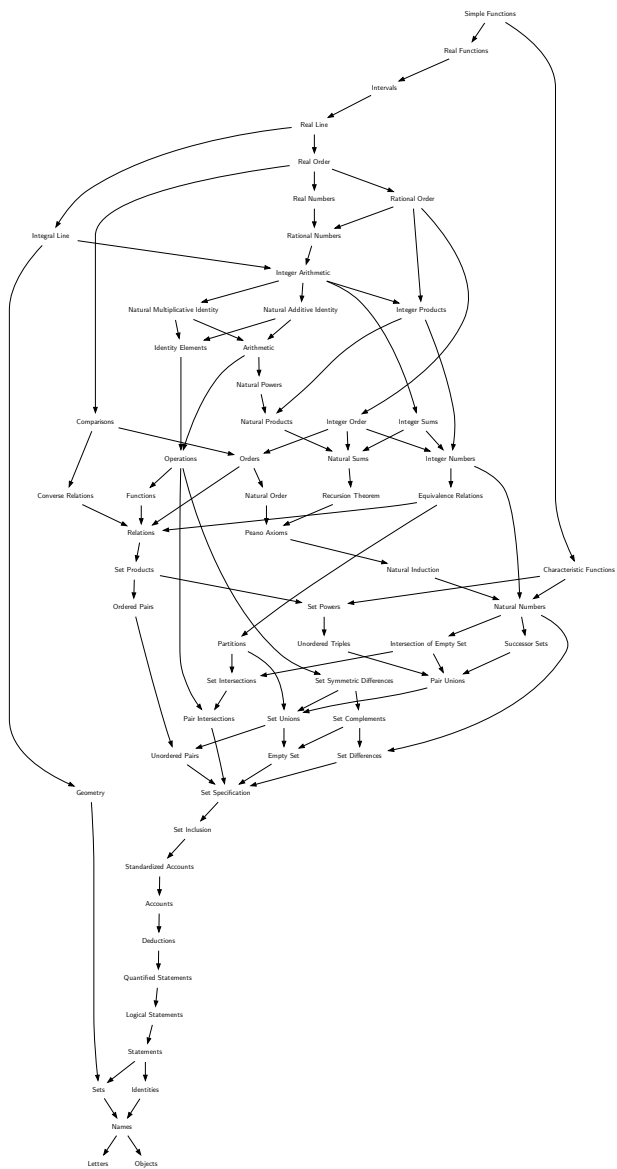 Simple Functions
Real Functions
Intervals
Real Line
Real Order
Real Numbers
Rational Order
Integral Line
Rational Numbers
Integer Arithmetic
Natural Multiplicative Identity
Natural Additive Identity
Integer Products
Identity Elements
Arithmetic
Natural Powers
Comparisons
Natural Products
Integer Order
Integer Sums
Operations
Orders
Natural Sums
Integer Numbers
Converse Relations
Functions
Natural Order
Recursion Theorem
Equivalence Relations
Relations
Peano Axioms
Set Products
Natural Induction
Characteristic Functions
Ordered Pairs
Set Powers
Natural Numbers
Partitions
Unordered Triples
Intersection of Empty Set
Successor Sets
Set Intersections
Set Symmetric Differences
Pair Unions
Pair Intersections
Set Unions
Set Complements
Unordered Pairs
Empty Set
Set Differences
Geometry
Set Specification
Set Inclusion
Standardized Accounts
Accounts
Deductions
Quantified Statements
Logical Statements
Statements
Sets
Identities
Names
Letters
Objects